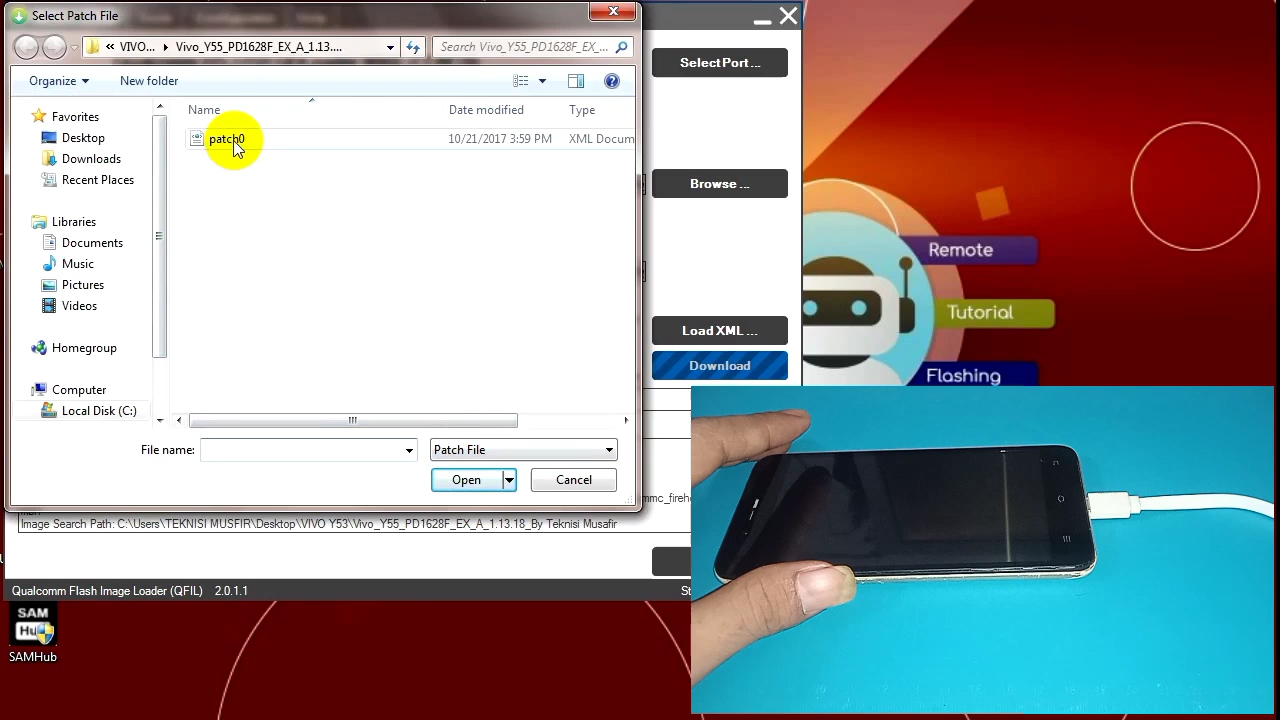 Select Patch File
« VIVO... ▸ Vivo_Y55_PD1628F_EX_A_1.13....
Search Vivo_Y55_PD1628F_EX_...
Organize
New folder
Name
Date modified
Type
patch0
10/21/2017 3:59 PM
XML Docum
Favorites
Desktop
Downloads
Recent Places
Libraries
Documents
Music
Pictures
Videos
Homegroup
Computer
Local Disk (C:)
File name:
Patch File
Open
Cancel
Select Port ...
Browse ...
Load XML ...
Download
Image Search Path: C:\Users\TEKNISI MUSFIR\Desktop\VIVO Y53\Vivo_Y55_PD1628F_EX_A_1.13.18_By Teknisi Musafir
Qualcomm Flash Image Loader (QFIL) 2.0.1.1
Remote
Tutorial
Flashing
SAM
SAMHub